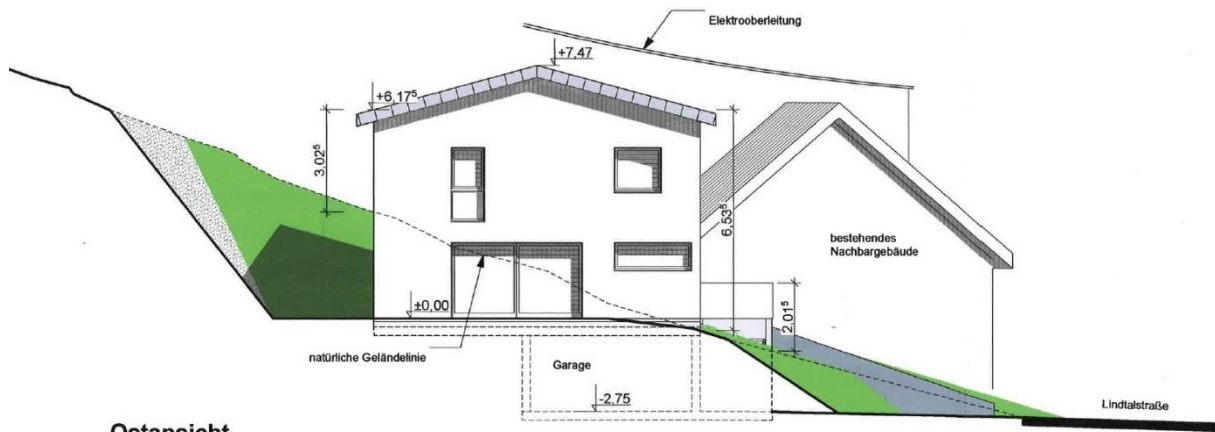 Elektrooberleitung
+7,47
+6,17⁵
3,02⁵
6,53⁵
bestehendes
Nachbargebäude
±0,00
2,01⁵
natürliche Geländelinie
Garage
-2,75
Lindtalstraße
Ostansicht